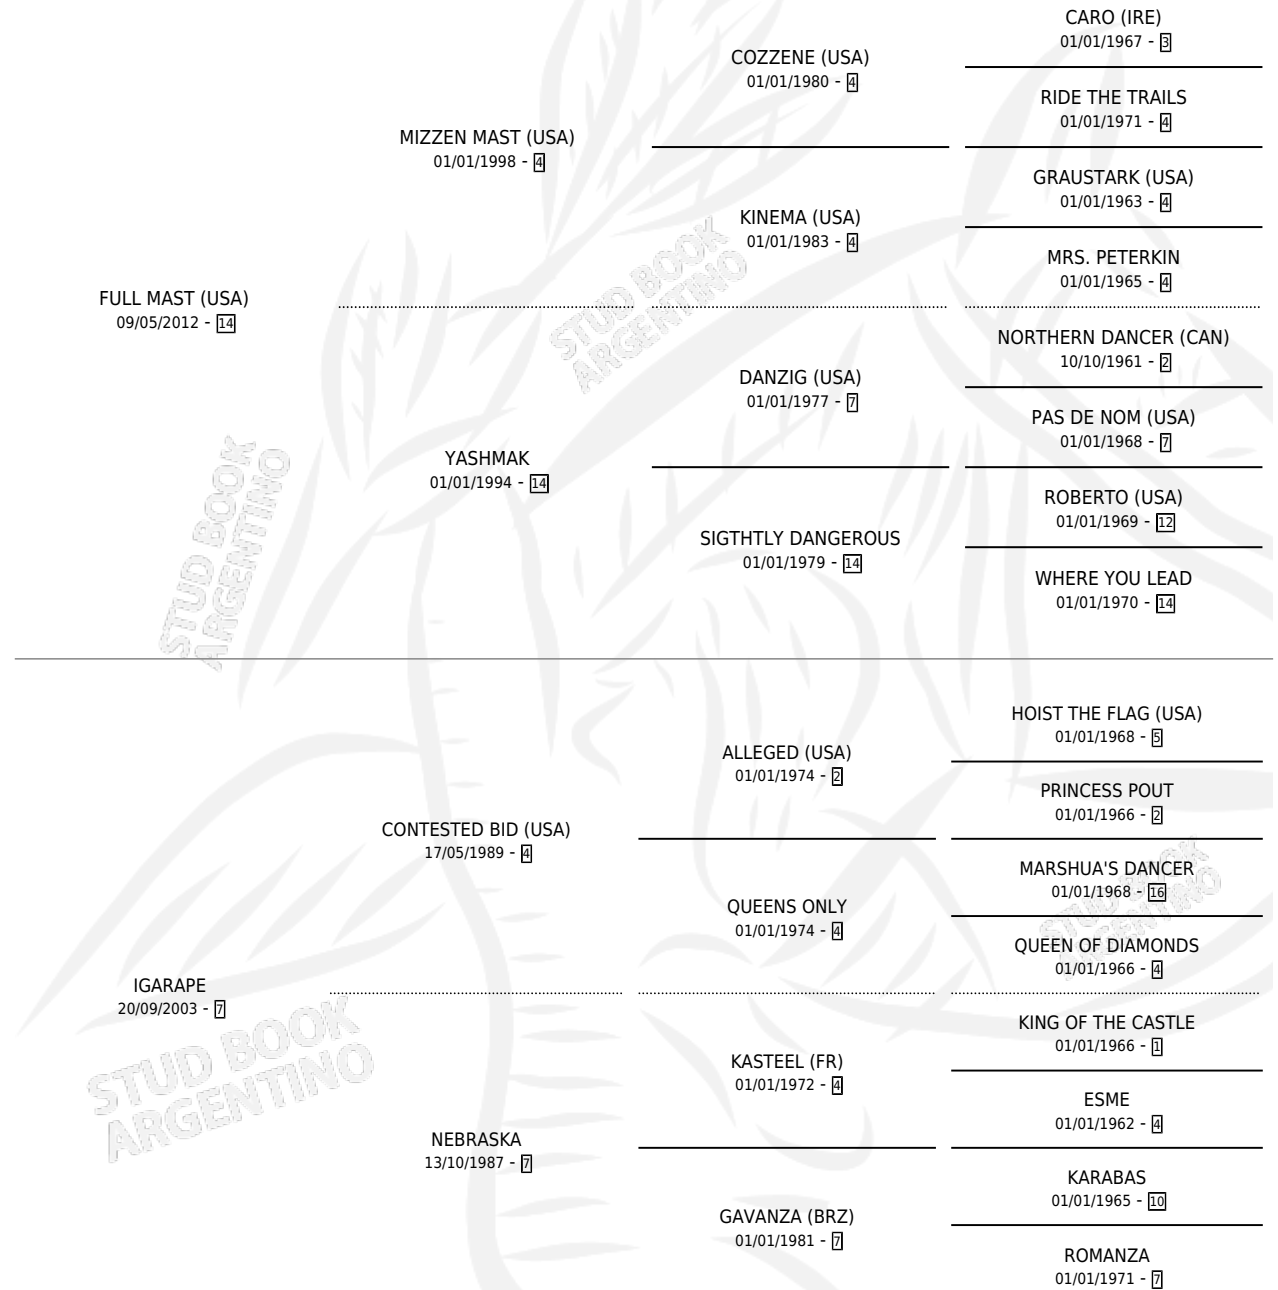 CARO (IRE)
01/01/1967 - 3
COZZENE (USA)
01/01/1980 - 4
RIDE THE TRAILS
01/01/1971 - 4
MIZZEN MAST (USA)
01/01/1998 - 4
GRAUSTARK (USA)
01/01/1963 - 4
KINEMA (USA)
01/01/1983 - 4
MRS. PETERKIN
01/01/1965 - 4
FULL MAST (USA)
09/05/2012 - 14
NORTHERN DANCER (CAN)
10/10/1961 - 2
DANZIG (USA)
01/01/1977 - 7
PAS DE NOM (USA)
01/01/1968 - 7
YASHMAK
01/01/1994 - 14
ROBERTO (USA)
01/01/1969 - 12
SIGTHTLY DANGEROUS
01/01/1979 - 14
WHERE YOU LEAD
01/01/1970 - 14
HOIST THE FLAG (USA)
01/01/1968 - 5
ALLEGED (USA)
01/01/1974 - 2
PRINCESS POUT
01/01/1966 - 2
CONTESTED BID (USA)
17/05/1989 - 4
MARSHUA'S DANCER
01/01/1968 - 16
QUEENS ONLY
01/01/1974 - 4
QUEEN OF DIAMONDS
01/01/1966 - 4
IGARAPE
20/09/2003 - 7
KING OF THE CASTLE
01/01/1966 - 1
KASTEEL (FR)
01/01/1972 - 4
ESME
01/01/1962 - 4
NEBRASKA
13/10/1987 - 7
KARABAS
01/01/1965 - 10
GAVANZA (BRZ)
01/01/1981 - 7
ROMANZA
01/01/1971 - 7
STUD BOOK
ARGENTINO
STUD BOOK
ARGENTINO
STUD BOOK
ARGENTINO
STUD BOOK
ARGENTINO